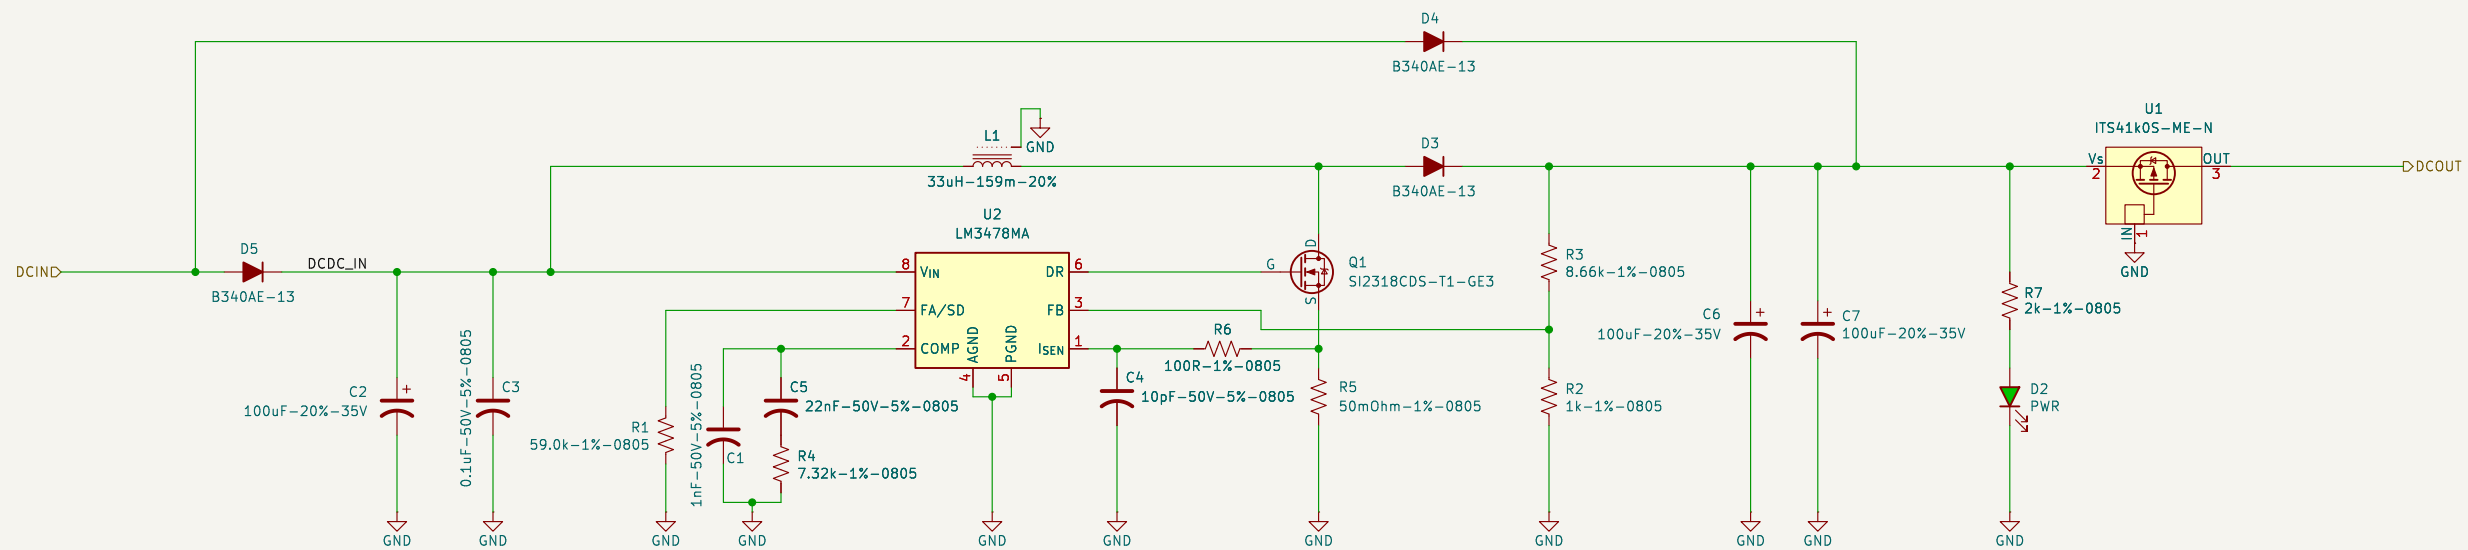 D4
B340AE-13
U1
ITS41k0S-ME-N
L1
GND
33uH-159m-20%
D3
B340AE-13
Vs
2
OUT
3
IN
1
GND
DCOUT
U2
LM3478MA
DCIN
D5
B340AE-13
DCDC_IN
8
VIN
7
FA/SD
2
COMP
AGND
4
PGND
5
DR
6
FB
3
ISEN
1
G
D
S
Q1
SI2318CDS-T1-GE3
R3
8.66k-1%-0805
C6
100uF-20%-35V
C7
100uF-20%-35V
R7
2k-1%-0805
R6
100R-1%-0805
C2
100uF-20%-35V
C3
0.1uF-50V-5%-0805
R1
59.0k-1%-0805
C1
1nF-50V-5%-0805
C5
22nF-50V-5%-0805
R4
7.32k-1%-0805
C4
10pF-50V-5%-0805
R5
50mOhm-1%-0805
R2
1k-1%-0805
D2
PWR
GND
GND
GND
GND
GND
GND
GND
GND
GND
GND
GND